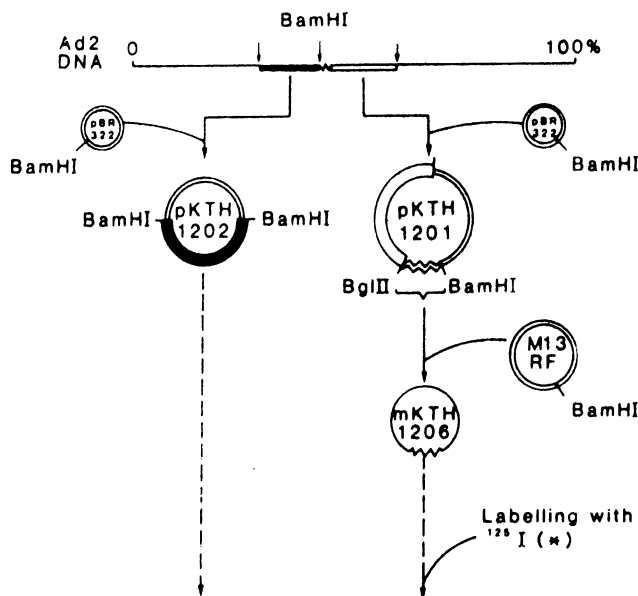 BamHI
Ad2
DNA
0
100%
pBR
322
BamHI
pBR
322
BamHI
BamHI
pKTH
1202
BamHI
pKTH
1201
BglII
BamHI
M13
RF
BamHI
mKTH
1206
Labelling with
¹²⁵I (*)